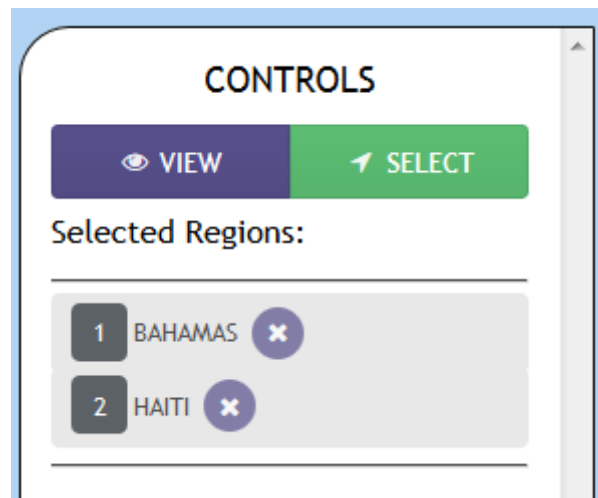 CONTROLS
VIEW SELECT
Selected Regions:
1 BAHAMAS
2 HAITI